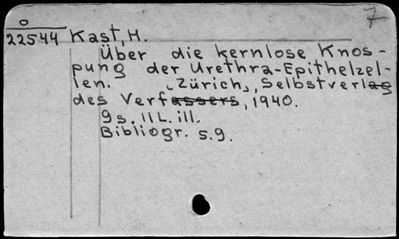 7
22544 Kast, H.
Über die kernlose Knos-
pung der Urethra-Epithelzel-
len. Zürich, Selbstverlag
des Verfassers, 1940.
9 s. II L. ill.
Bibliogr. s. 9.